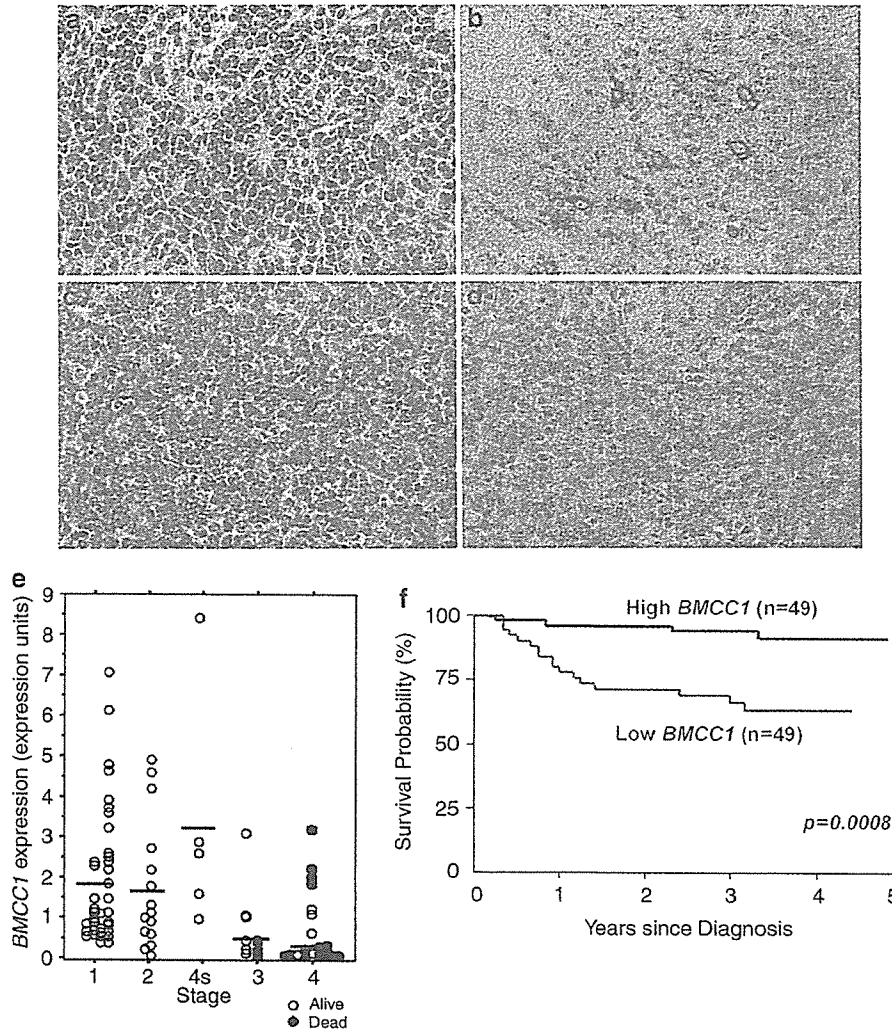 a
b
c
d
e
BMCC1 expression (expression units)
9
8
7
6
5
4
3
2
1
0
1 2 4s 3 4
Stage
Alive
Dead
f
Survival Probability (%)
100
75
50
25
0
High BMCC1 (n=49)
Low BMCC1 (n=49)
p=0.0008
0 1 2 3 4 5
Years since Diagnosis